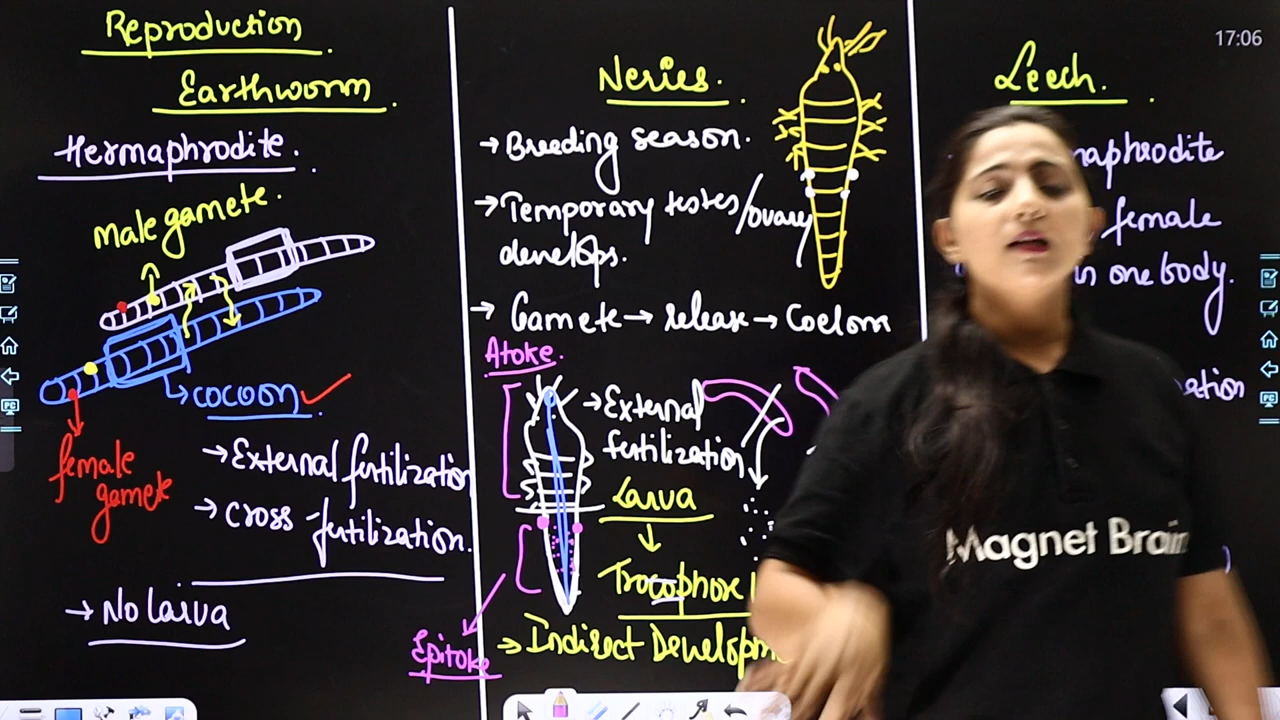 Reproduction
Earthworm
Hermaphrodite.
Male gamete.
cocoon
female
gamete
→ External fertilization
→ Cross-fertilization.
→ No larva
Neries.
→ Breeding season.
→ Temporary testes/ovary
develops.
→ Gamete → release → Coelom
Atoke.
→ External
fertilization
Larva
Trocophore
Epitoke
→ Indirect Developm
17:06
Leech.
maphrodite
female
in one body.
ation
Magnet Brain
PC
PC